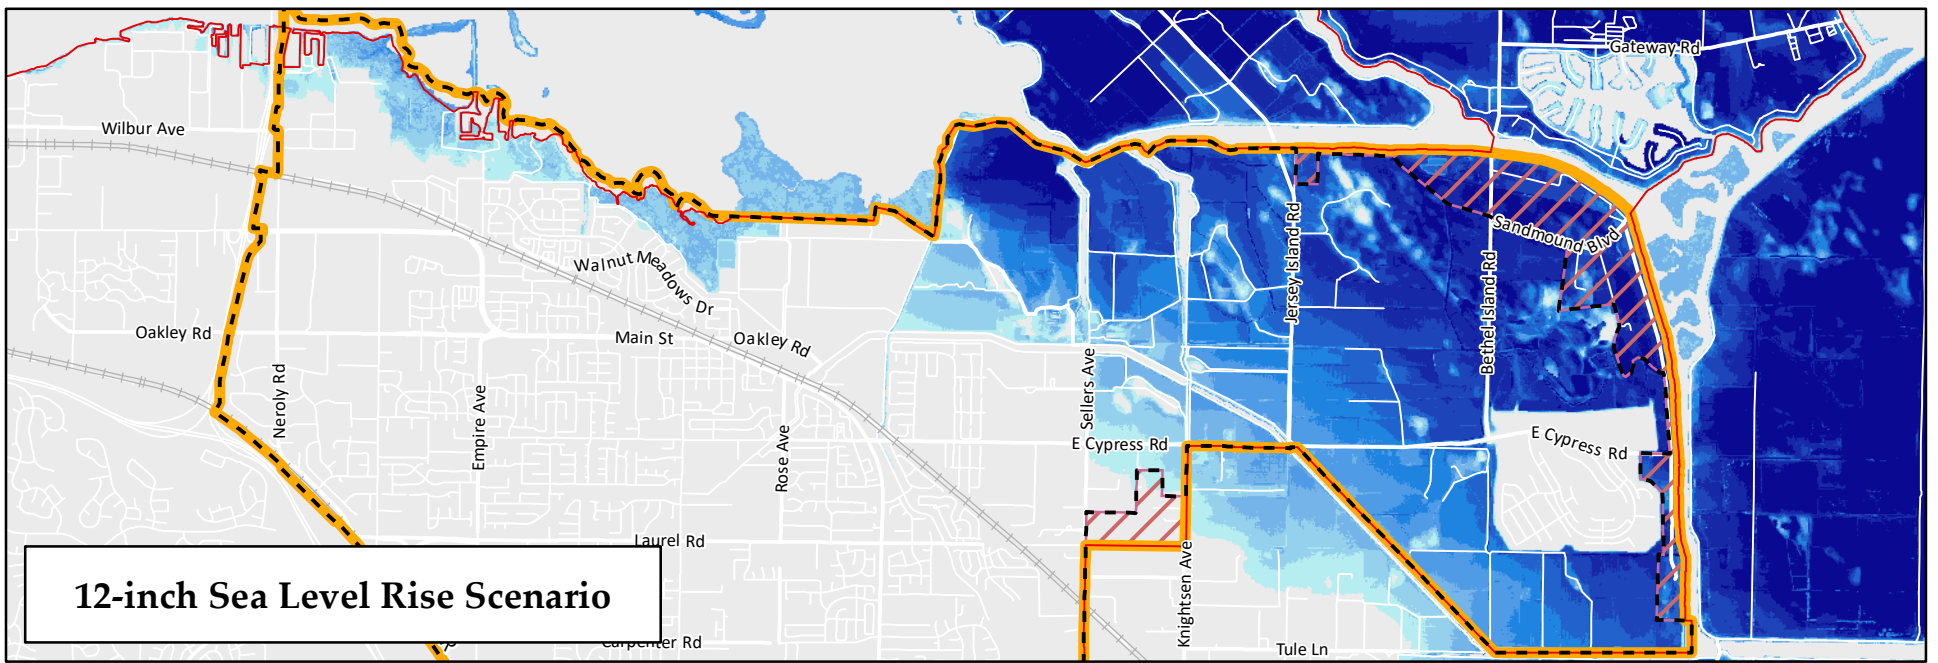 Gateway Rd
Wilbur Ave
Sandmound Blvd
Walnut Meadows Dr
Jersey Island Rd
Bethel Island Rd
Oakley Rd
Main St
Oakley Rd
Neroly Rd
Empire Ave
Rose Ave
Sellers Ave
E Cypress Rd
E Cypress Rd
Laurel Rd
Knightsen Ave
12-inch Sea Level Rise Scenario
Carpenter Rd
Tule Ln